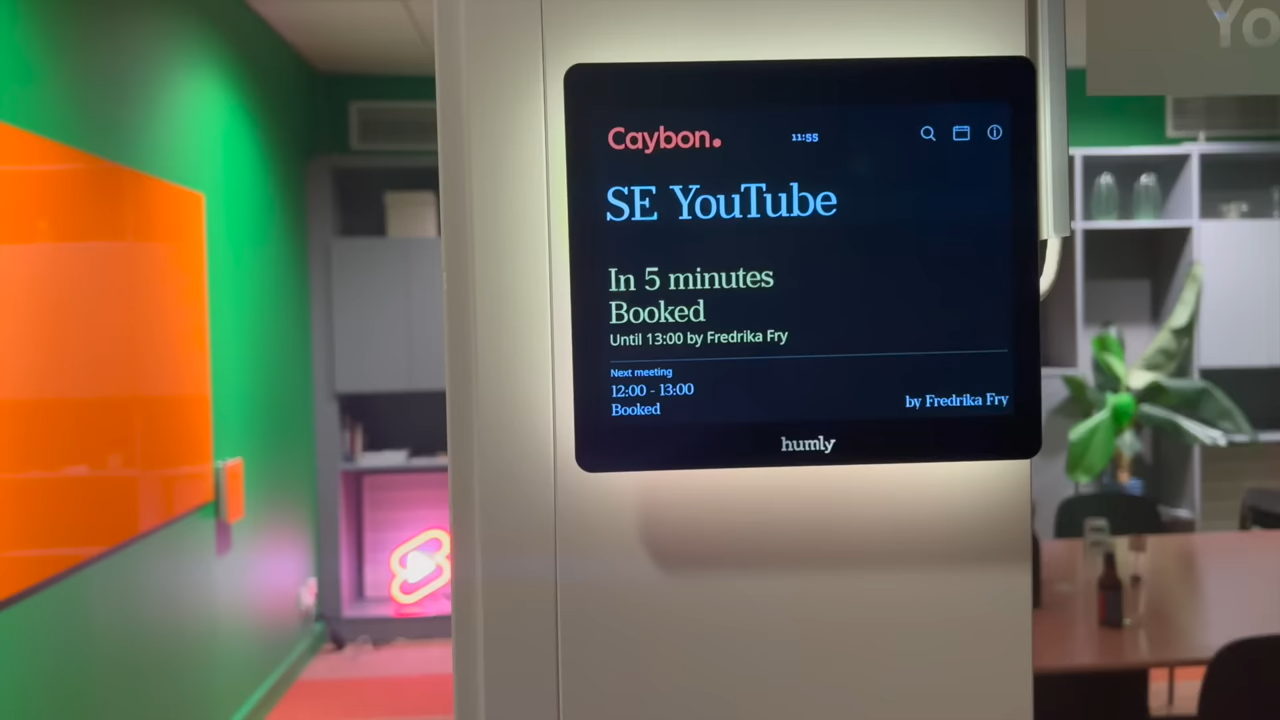 Yo
Caybon.
11:55
SE YouTube
In 5 minutes
Booked
Until 13:00 by Fredrika Fry
Next meeting
12:00 - 13:00
Booked
by Fredrika Fry
humly